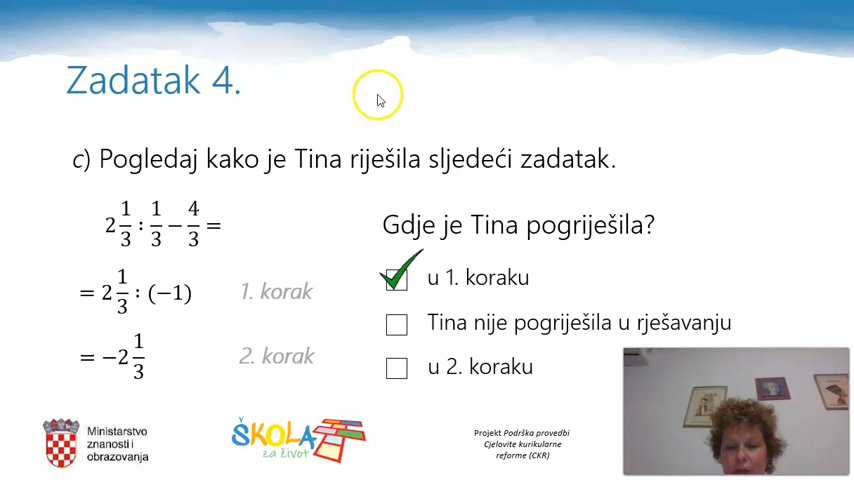 Zadatak 4.
c) Pogledaj kako je Tina riješila sljedeći zadatak.
2 1/3 : 1/3 − 4/3 =
= 2 1/3 : (−1) 1. korak
= −2 1/3 2. korak
Gdje je Tina pogriješila?
u 1. koraku
Tina nije pogriješila u rješavanju
u 2. koraku
Ministarstvo
znanosti i
obrazovanja
ŠKOLA
za život
Projekt Podrška provedbi
Cjelovite kurikularne
reforme (CKR)